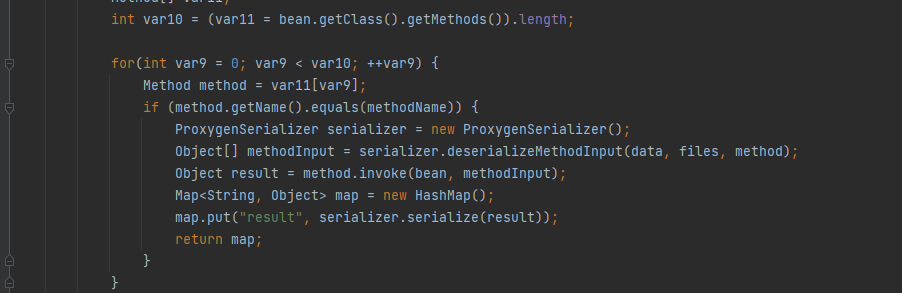 Method[] var11;
int var10 = (var11 = bean.getClass().getMethods()).length;
for(int var9 = 0; var9 < var10; ++var9) {
Method method = var11[var9];
if (method.getName().equals(methodName)) {
ProxygenSerializer serializer = new ProxygenSerializer();
Object[] methodInput = serializer.deserializeMethodInput(data, files, method);
Object result = method.invoke(bean, methodInput);
Map<String, Object> map = new HashMap();
map.put("result", serializer.serialize(result));
return map;
}
}